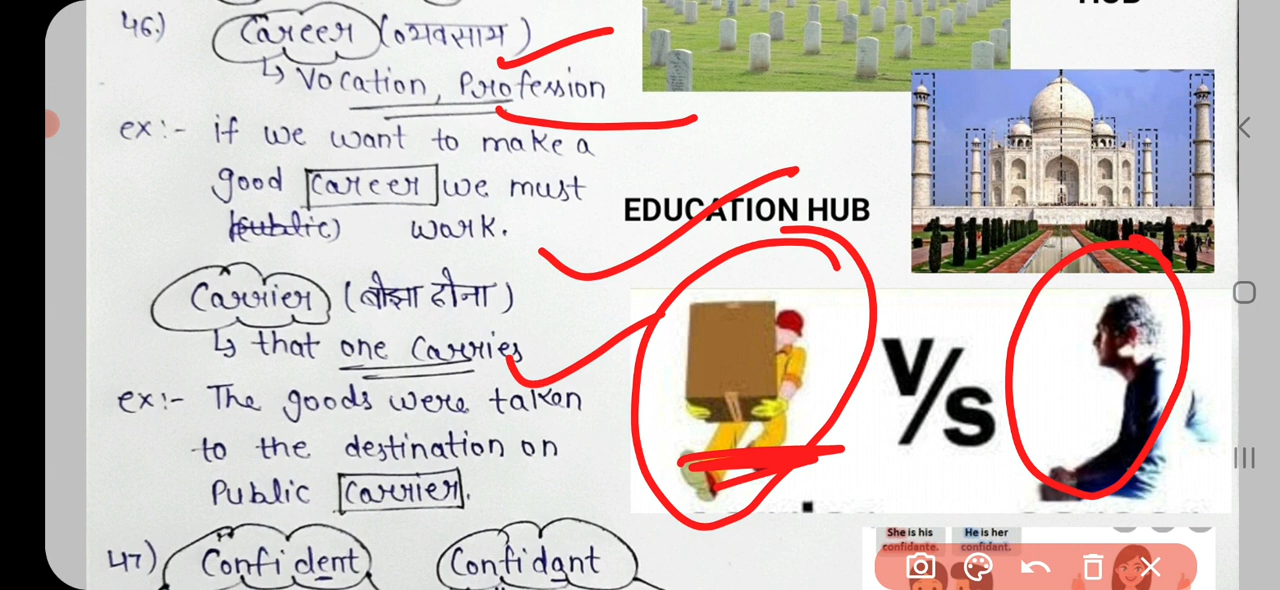 46.) Career (व्यवसाय)
↳ Vocation, Profession
ex:- if we want to make a
good career we must
work.
Carrier (बोझा ढोना)
↳ that one carries
ex:- The goods were taken
to the destination on
Public Carrier.
47) Confident Confidant
HUB
EDUCATION HUB
V/s
She is his
confidante.
He is her
confidant.